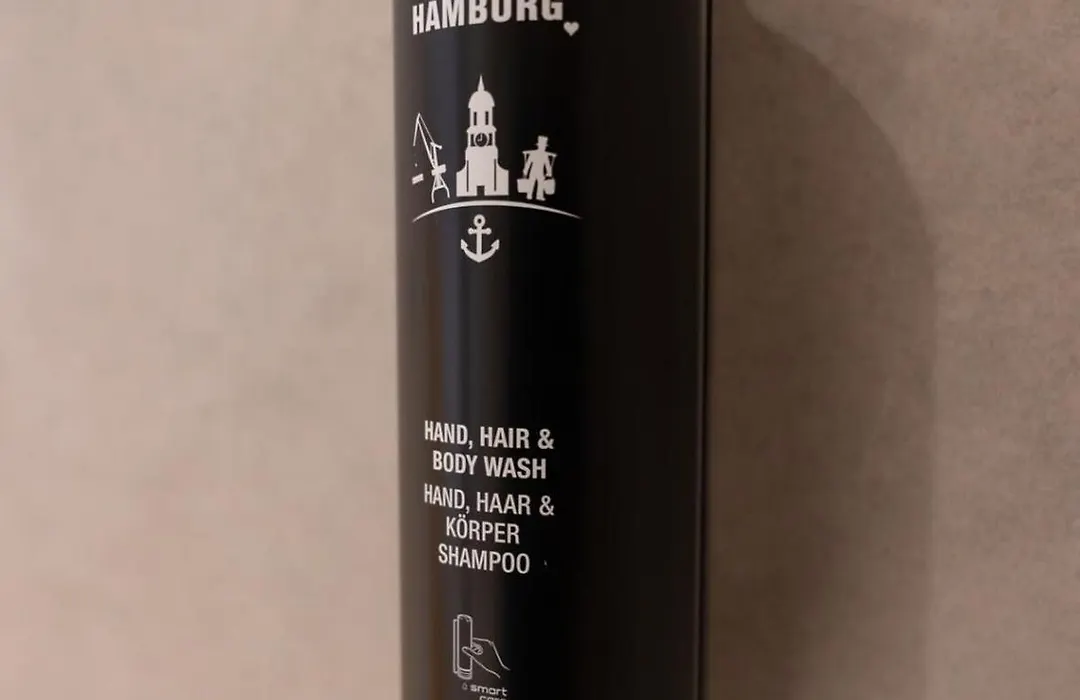 HAMBURG
HAND, HAIR &
BODY WASH
HAND, HAAR &
KÖRPER
SHAMPOO
a smart